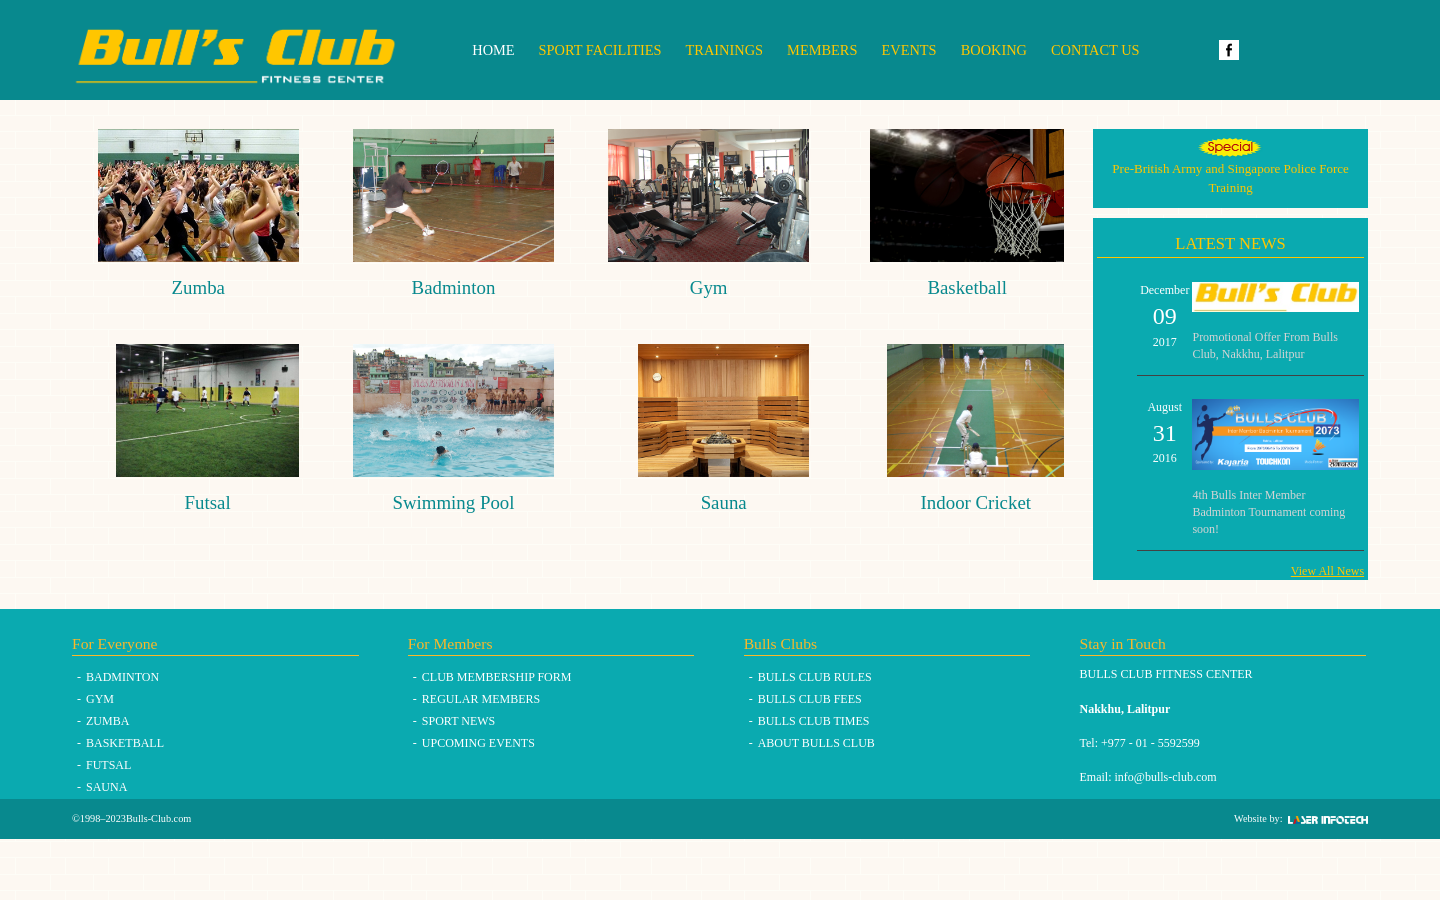 Bull's Club
FITNESS CENTER
HOME SPORT FACILITIES TRAININGS MEMBERS EVENTS BOOKING CONTACT US
Zumba
Badminton
Gym
Basketball
Futsal
Swimming Pool
Sauna
Indoor Cricket
Special
Pre-British Army and Singapore Police Force
Training
LATEST NEWS
December
09
2017
Bull's Club
Promotional Offer From Bulls
Club, Nakkhu, Lalitpur
August
31
2016
BULLS CLUB
2073
Kajaria TOUCHKON
4th Bulls Inter Member
Badminton Tournament coming
soon!
View All News
For Everyone
- BADMINTON
- GYM
- ZUMBA
- BASKETBALL
- FUTSAL
- SAUNA
For Members
- CLUB MEMBERSHIP FORM
- REGULAR MEMBERS
- SPORT NEWS
- UPCOMING EVENTS
Bulls Clubs
- BULLS CLUB RULES
- BULLS CLUB FEES
- BULLS CLUB TIMES
- ABOUT BULLS CLUB
Stay in Touch
BULLS CLUB FITNESS CENTER
Nakkhu, Lalitpur
Tel: +977 - 01 - 5592599
Email: info@bulls-club.com
©1998–2023Bulls-Club.com
Website by: LASER INFOTECH